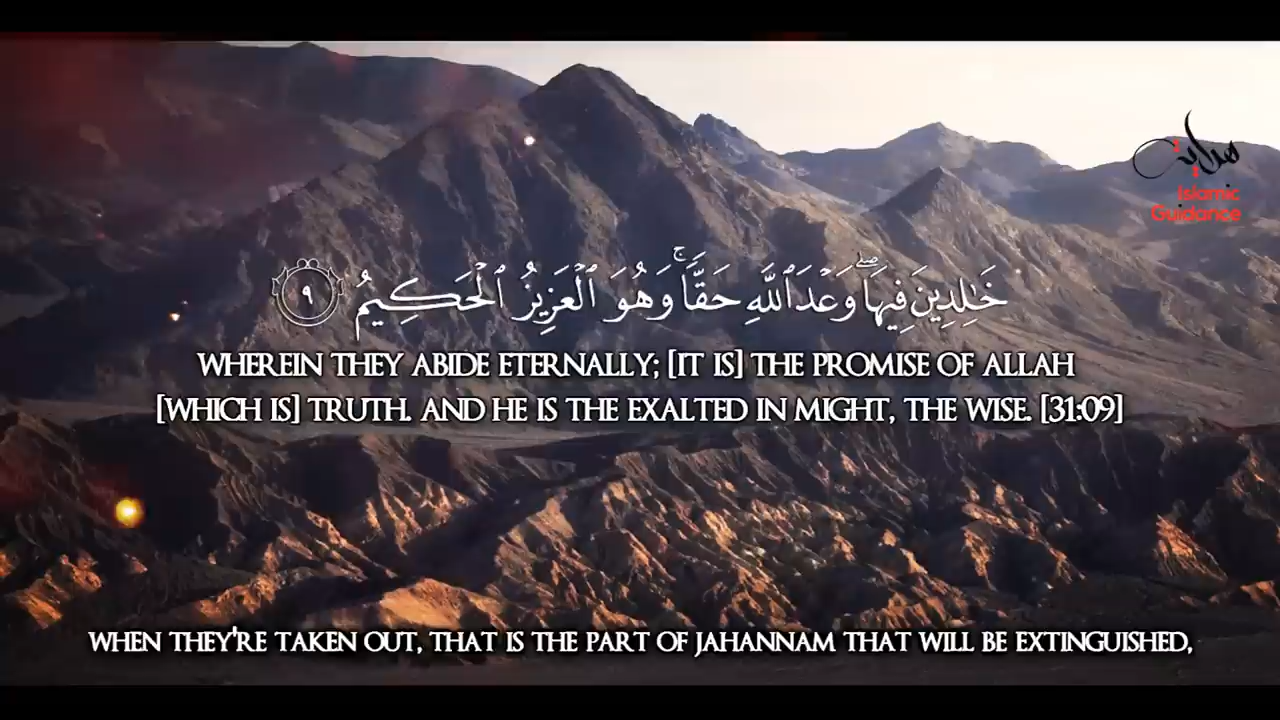 هداية
Islamic
Guidance
خَٰلِدِينَ فِيهَا ۖ وَعْدَ ٱللَّهِ حَقًّا ۚ وَهُوَ ٱلْعَزِيزُ ٱلْحَكِيمُ ٩
WHEREIN THEY ABIDE ETERNALLY; [IT IS] THE PROMISE OF ALLAH
[WHICH IS] TRUTH. AND HE IS THE EXALTED IN MIGHT, THE WISE. [31:09]
WHEN THEY'RE TAKEN OUT, THAT IS THE PART OF JAHANNAM THAT WILL BE EXTINGUISHED,